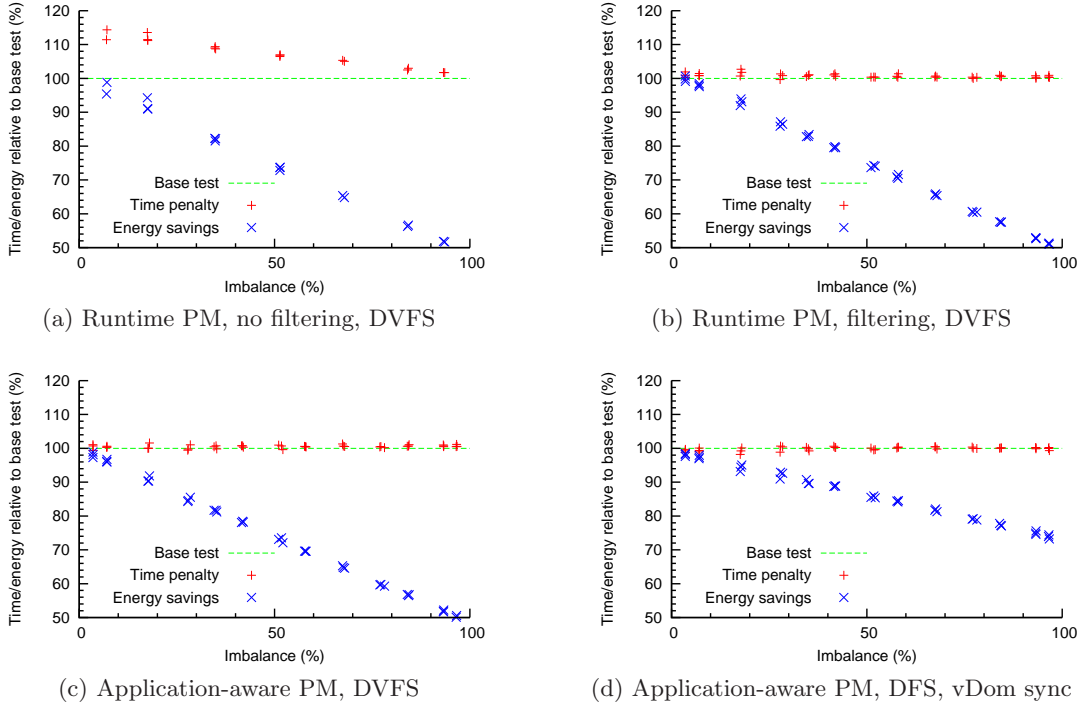 Time/energy relative to base test (%)
120
110
100
90
80
70
60
50
Base test
Time penalty
Energy savings
0
50
100
Imbalance (%)
(a) Runtime PM, no filtering, DVFS
Time/energy relative to base test (%)
120
110
100
90
80
70
60
50
Base test
Time penalty
Energy savings
0
50
100
Imbalance (%)
(b) Runtime PM, filtering, DVFS
Time/energy relative to base test (%)
120
110
100
90
80
70
60
50
Base test
Time penalty
Energy savings
0
50
100
Imbalance (%)
(c) Application-aware PM, DVFS
Time/energy relative to base test (%)
120
110
100
90
80
70
60
50
Base test
Time penalty
Energy savings
0
50
100
Imbalance (%)
(d) Application-aware PM, DFS, vDom sync